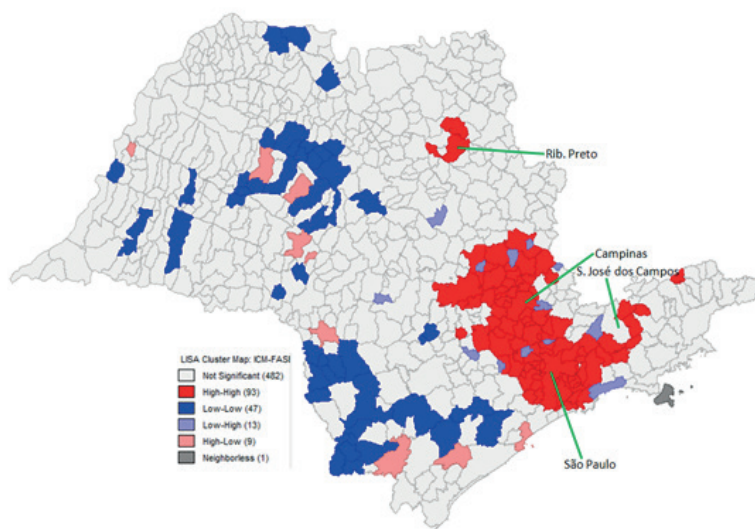 Rib. Preto
Campinas
S. José dos Campos
LISA Cluster Map: ICM-FASI
Not Significant (482)
High-High (93)
Low-Low (47)
Low-High (13)
High-Low (9)
Neighborless (1)
São Paulo